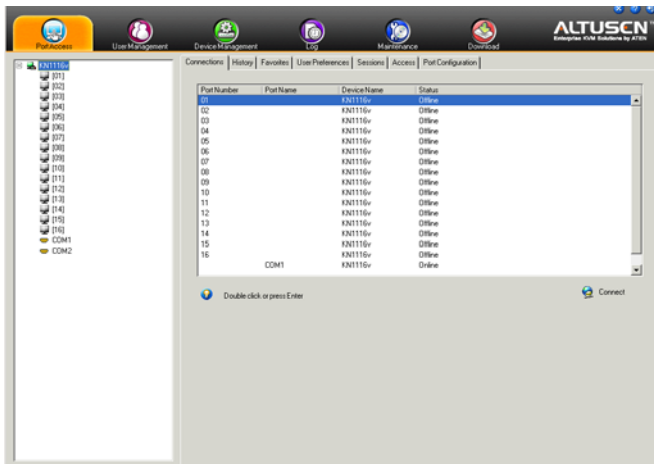 Port Access User Management Device Management Log Maintenance Download
ALTUSCN™
Enterprise KVM Solutions by ATEN
KN1116v
[01]
[02]
[03]
[04]
[05]
[06]
[07]
[08]
[09]
[10]
[11]
[12]
[13]
[14]
[15]
[16]
COM1
COM2
Connections History Favorites User Preferences Sessions Access Port Configuration
Port Number Port Name Device Name Status
01 KN1116v Offline
02 KN1116v Offline
03 KN1116v Offline
04 KN1116v Offline
05 KN1116v Offline
06 KN1116v Offline
07 KN1116v Offline
08 KN1116v Offline
09 KN1116v Offline
10 KN1116v Offline
11 KN1116v Offline
12 KN1116v Offline
13 KN1116v Offline
14 KN1116v Offline
15 KN1116v Offline
16 KN1116v Offline
COM1 KN1116v Online
Double click or press Enter
Connect